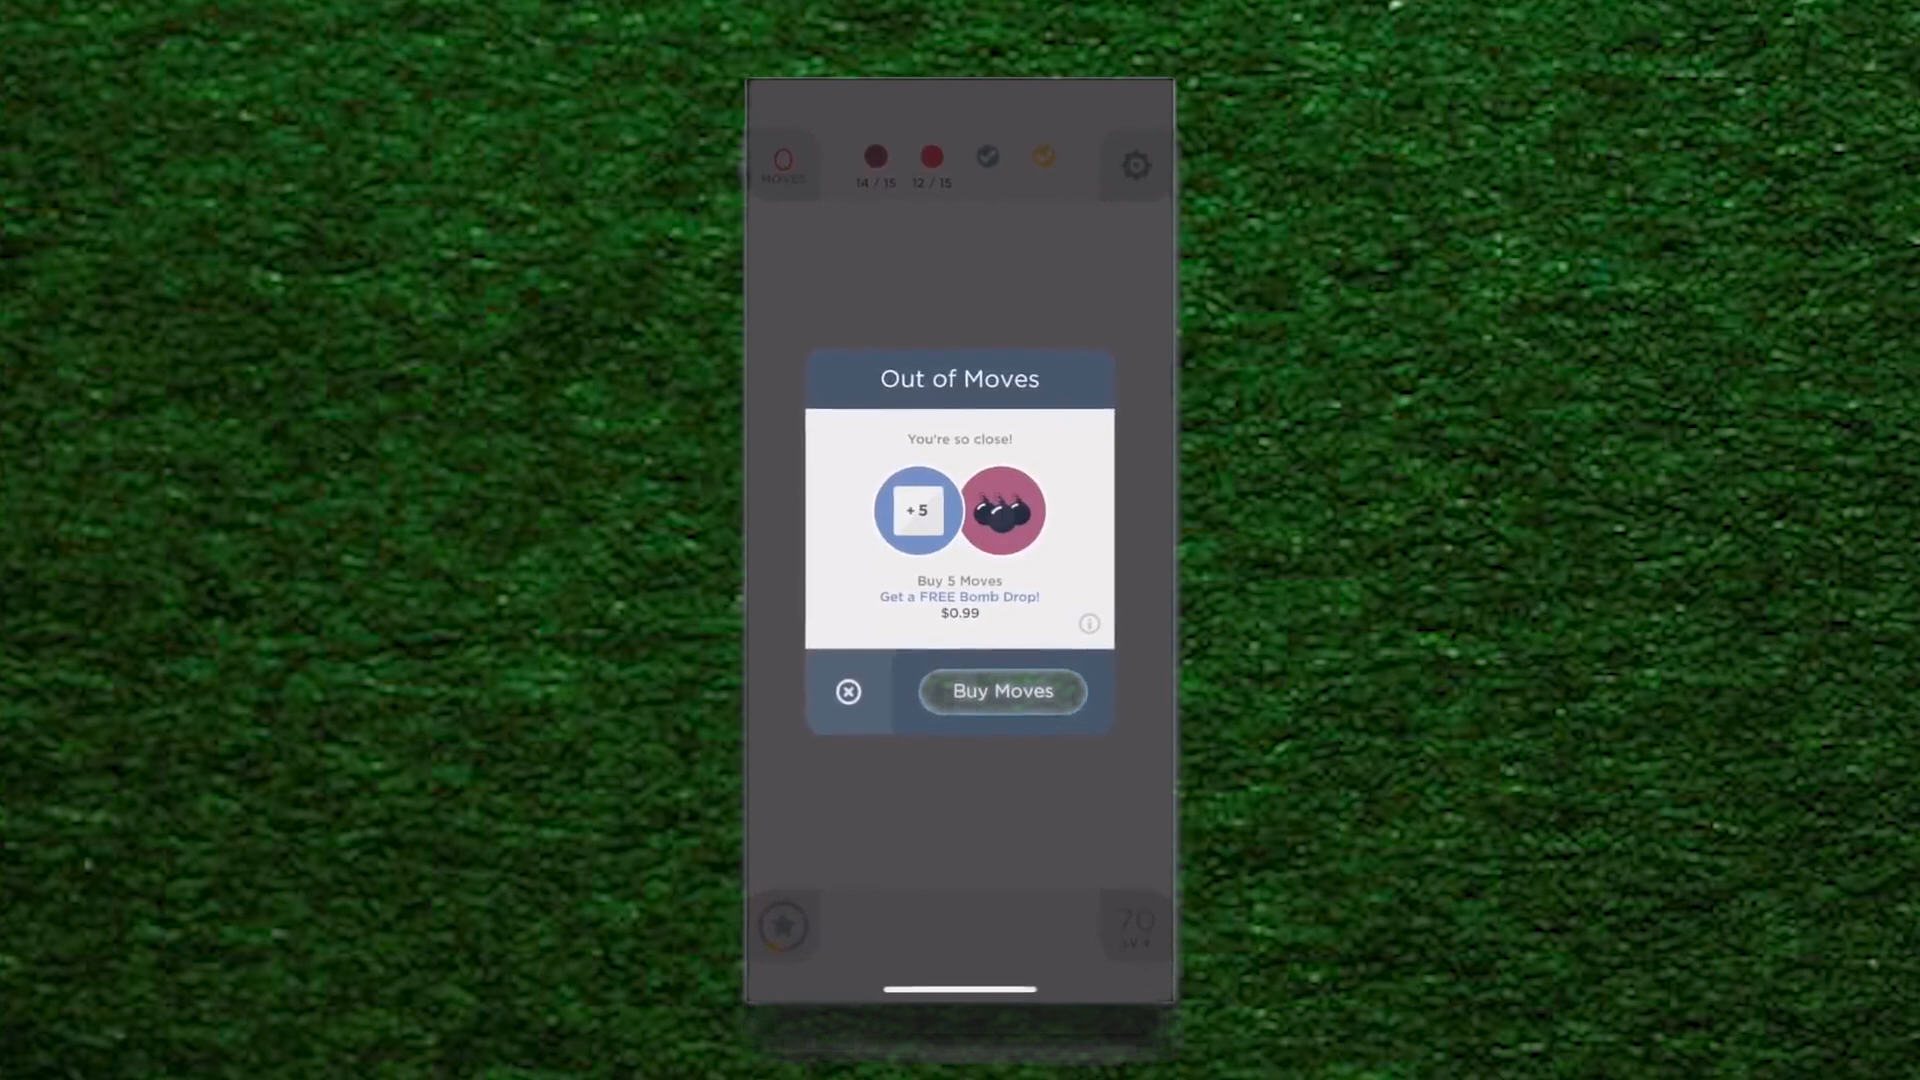 0
MOVES
14 / 15 12 / 15
Out of Moves
You're so close!
+ 5
Buy 5 Moves
Get a FREE Bomb Drop!
$0.99
Buy Moves
70